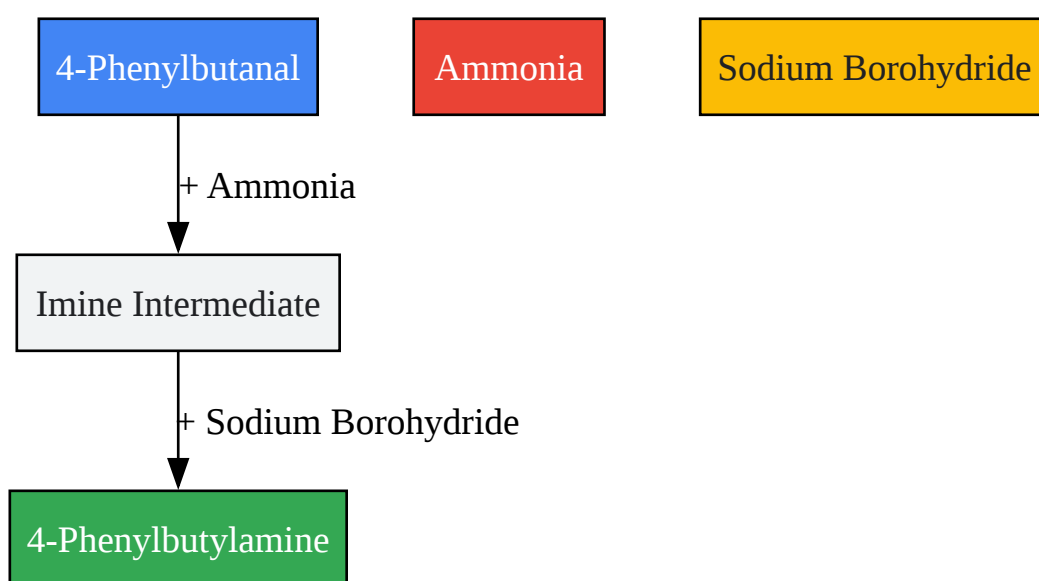 4-Phenylbutanal
Ammonia
Sodium Borohydride
+ Ammonia
Imine Intermediate
+ Sodium Borohydride
4-Phenylbutylamine